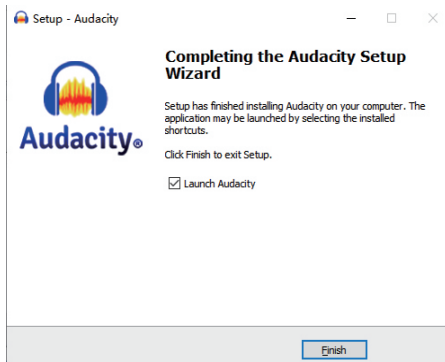 Setup - Audacity
Completing the Audacity Setup
Wizard
Setup has finished installing Audacity on your computer. The
application may be launched by selecting the installed
shortcuts.
Click Finish to exit Setup.
Launch Audacity
Audacity®
Finish